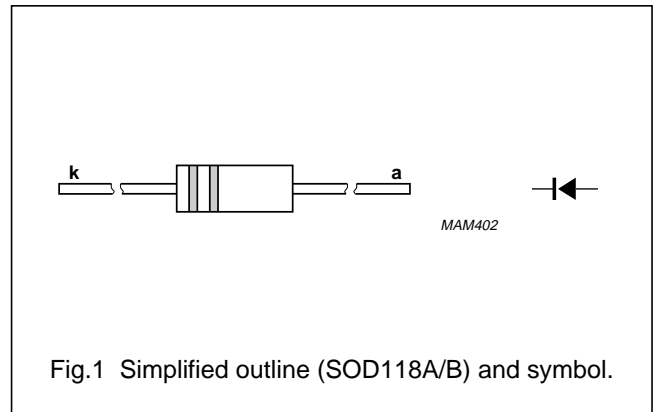 k
a
MAM402
Fig.1 Simplified outline (SOD118A/B) and symbol.